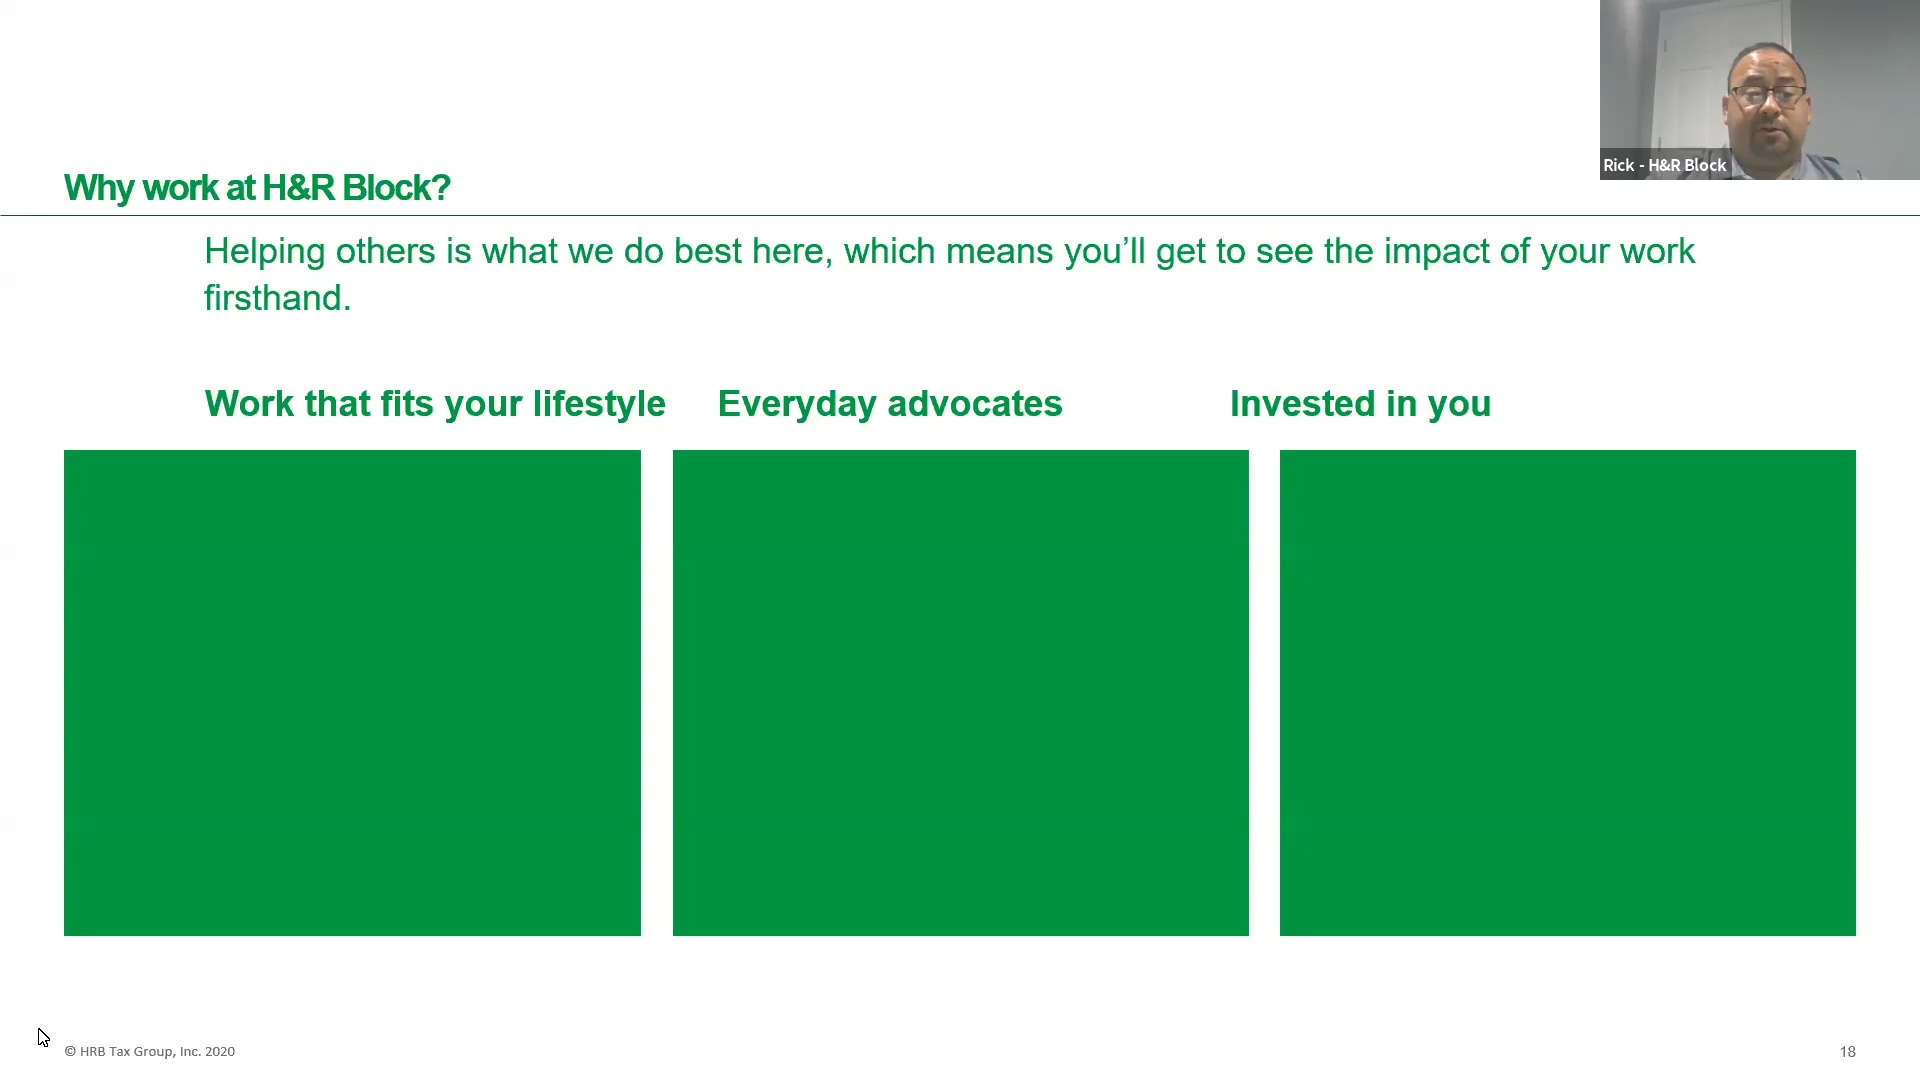 Rick - H&R Block
Why work at H&R Block?
Helping others is what we do best here, which means you’ll get to see the impact of your work
firsthand.
Work that fits your lifestyle
Everyday advocates
Invested in you
© HRB Tax Group, Inc. 2020
18